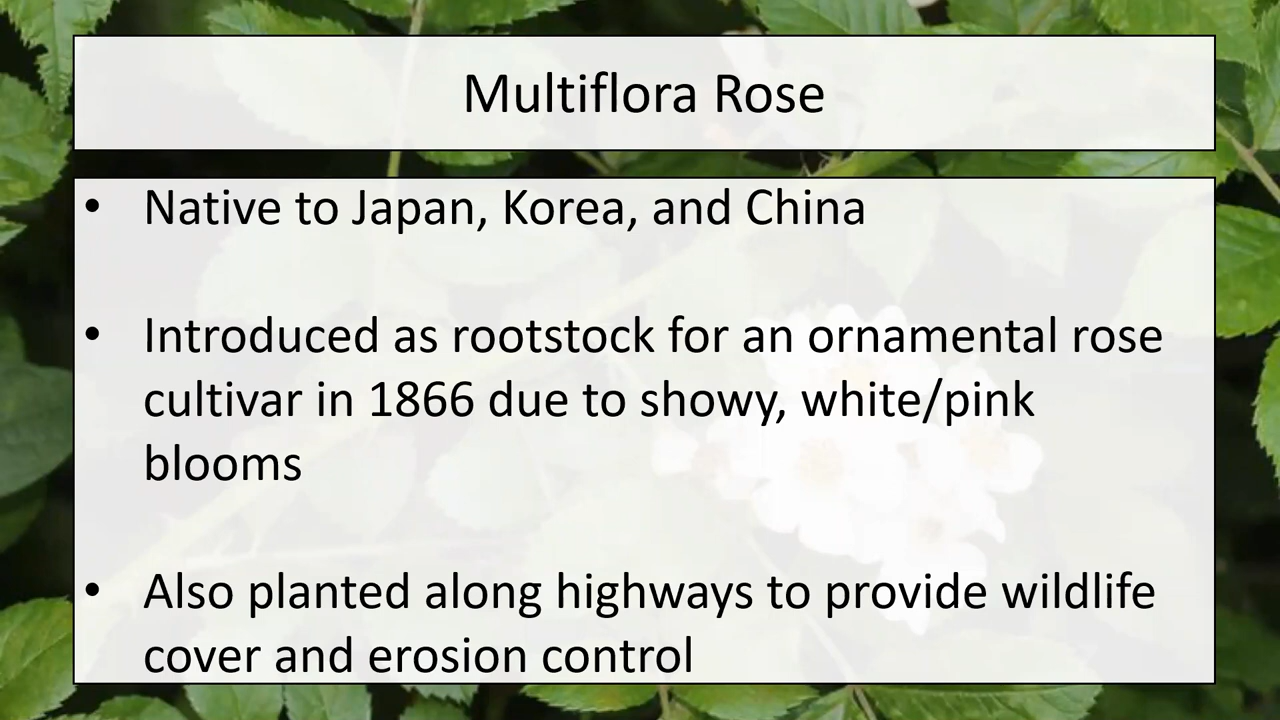 Multiflora Rose
• Native to Japan, Korea, and China
• Introduced as rootstock for an ornamental rose
cultivar in 1866 due to showy, white/pink
blooms
• Also planted along highways to provide wildlife
cover and erosion control